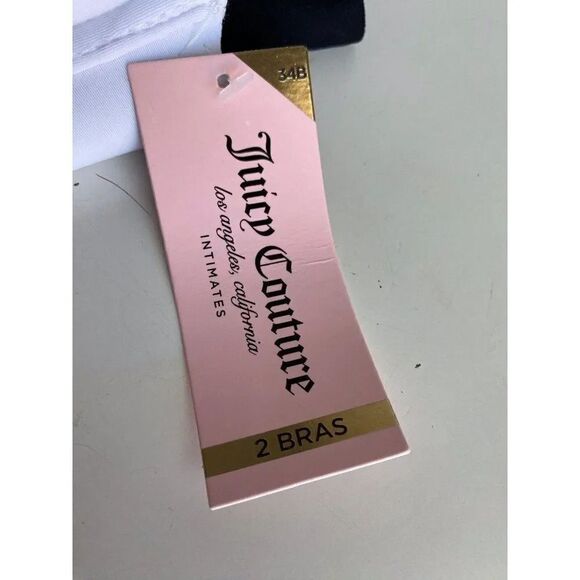 34B
Juicy Couture
los angeles, california
INTIMATES
2 BRAS